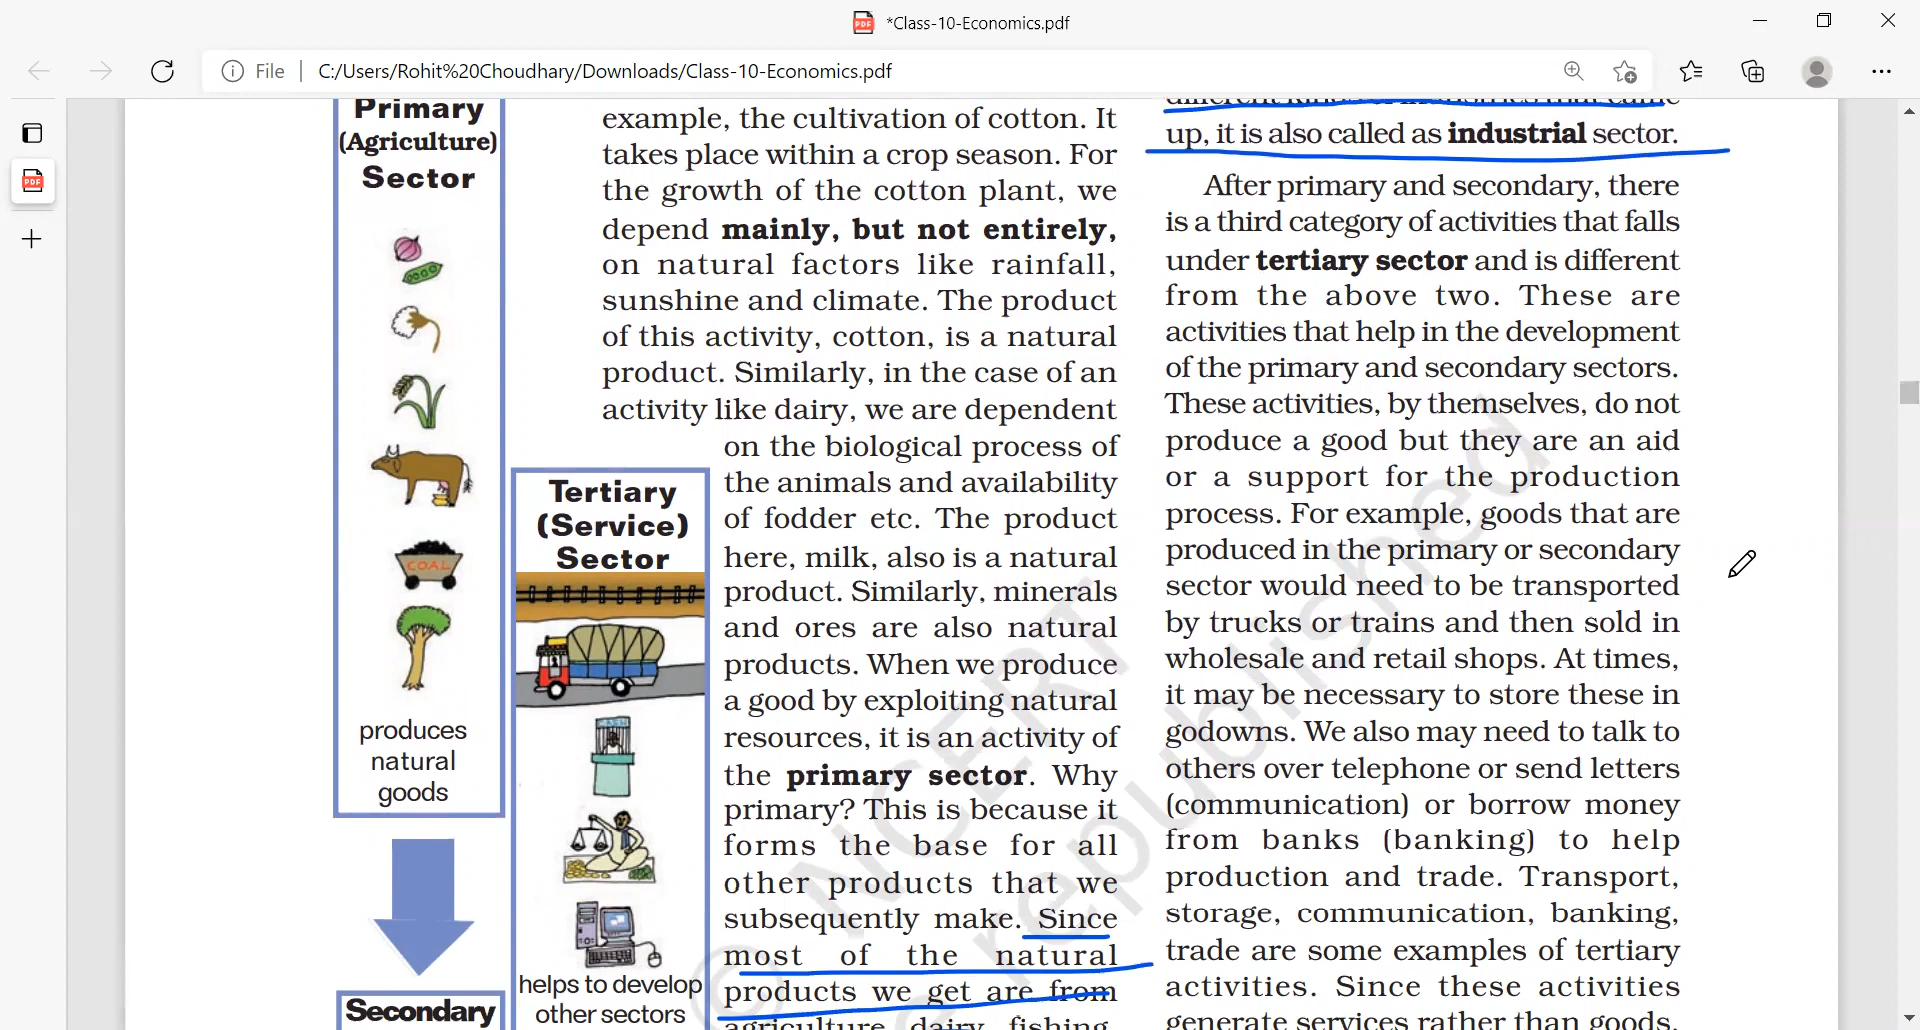 *Class-10-Economics.pdf
File
C:/Users/Rohit%20Choudhary/Downloads/Class-10-Economics.pdf
Primary
(Agriculture)
Sector
COAL
produces
natural
goods
Secondary
Tertiary
(Service)
Sector
helps to develop
other sectors
example, the cultivation of cotton. It
takes place within a crop season. For
the growth of the cotton plant, we
depend mainly, but not entirely,
on natural factors like rainfall,
sunshine and climate. The product
of this activity, cotton, is a natural
product. Similarly, in the case of an
activity like dairy, we are dependent
on the biological process of
the animals and availability
of fodder etc. The product
here, milk, also is a natural
product. Similarly, minerals
and ores are also natural
products. When we produce
a good by exploiting natural
resources, it is an activity of
the primary sector. Why
primary? This is because it
forms the base for all
other products that we
subsequently make. Since
most of the natural
products we get are from
agriculture, dairy, fishing,
up, it is also called as industrial sector.
After primary and secondary, there
is a third category of activities that falls
under tertiary sector and is different
from the above two. These are
activities that help in the development
of the primary and secondary sectors.
These activities, by themselves, do not
produce a good but they are an aid
or a support for the production
process. For example, goods that are
produced in the primary or secondary
sector would need to be transported
by trucks or trains and then sold in
wholesale and retail shops. At times,
it may be necessary to store these in
godowns. We also may need to talk to
others over telephone or send letters
(communication) or borrow money
from banks (banking) to help
production and trade. Transport,
storage, communication, banking,
trade are some examples of tertiary
activities. Since these activities
generate services rather than goods,
© NCERT
republished